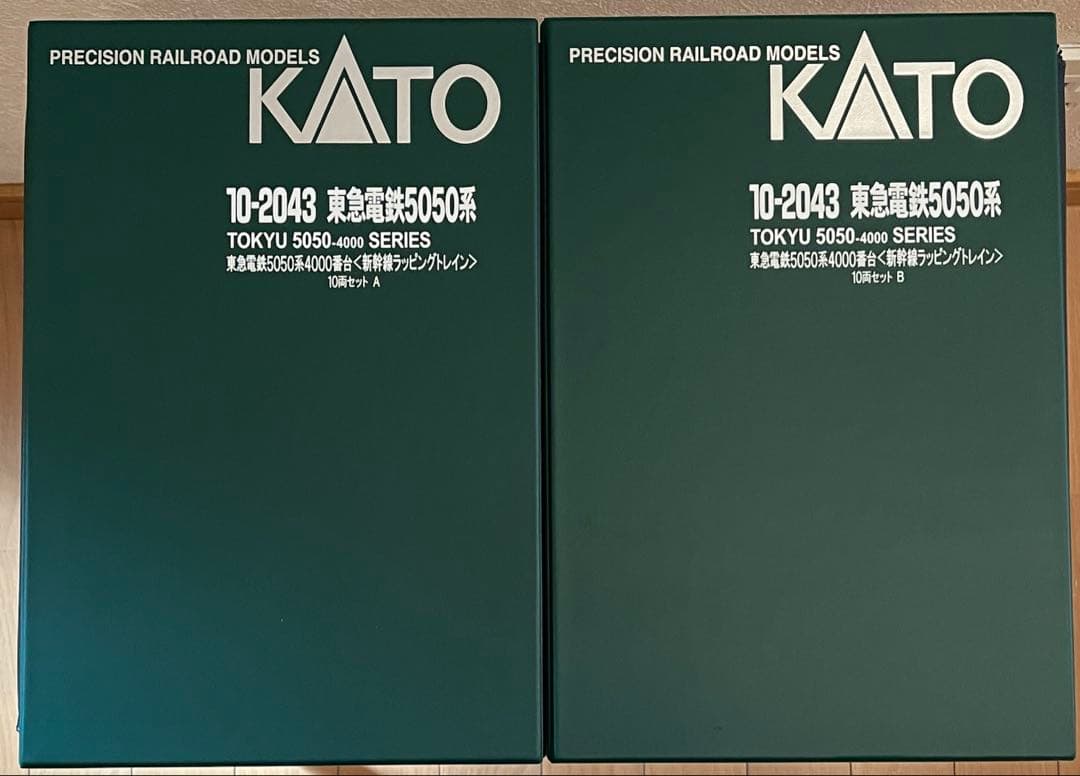 PRECISION RAILROAD MODELS
KATO
10-2043 東急電鉄5050系
TOKYU 5050-4000 SERIES
東急電鉄5050系4000番台<新幹線ラッピングトレイン>
10両セット A
PRECISION RAILROAD MODELS
KATO
10-2043 東急電鉄5050系
TOKYU 5050-4000 SERIES
東急電鉄5050系4000番台<新幹線ラッピングトレイン>
10両セット B